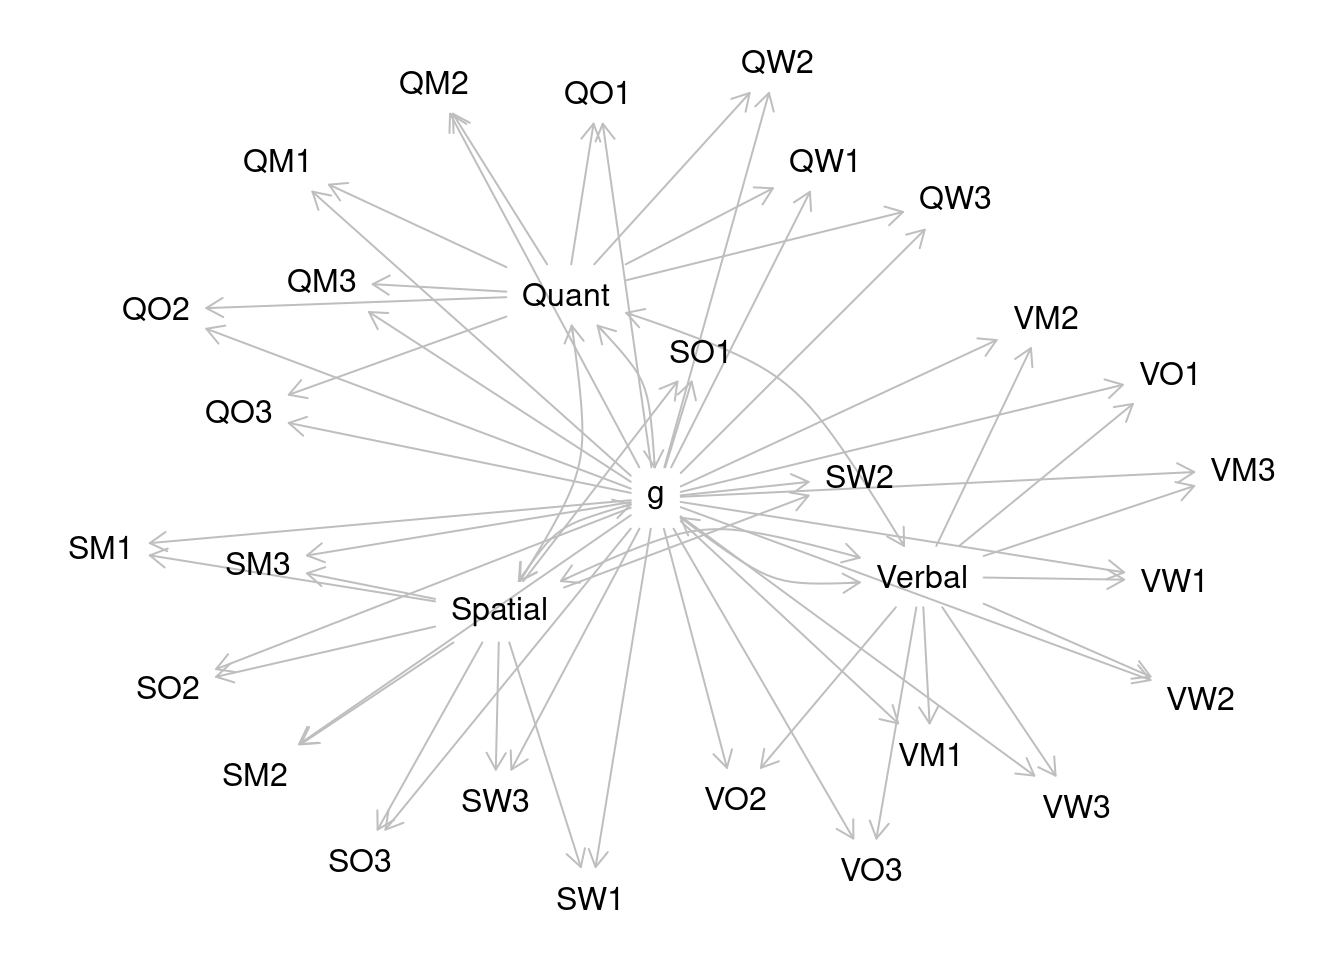 QW2
QM2
QO1
QM1
QW1
QW3
QM3
Quant
QO2
VM2
SO1
VO1
QO3
VM3
SW2
g
SM1
SM3
Verbal
VW1
Spatial
SO2
VW2
VM1
SM2
VO2
SW3
VW3
SO3
VO3
SW1